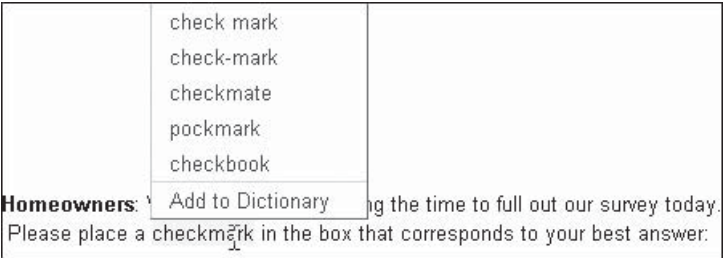 check mark
check-mark
checkmate
pockmark
checkbook
Add to Dictionary
Homeowners: the time to full out our survey today.
Please place a checkmark in the box that corresponds to your best answer: